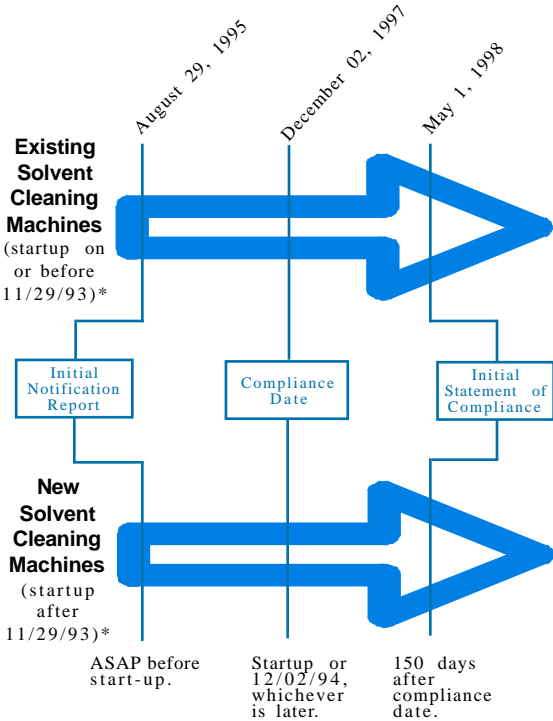 August 29, 1995
December 02, 1997
May 1, 1998
Existing
Solvent
Cleaning
Machines
(startup on
or before
11/29/93)*
Initial
Notification
Report
Compliance
Date
Initial
Statement of
Compliance
New
Solvent
Cleaning
Machines
(startup
after
11/29/93)*
ASAP before
start-up.
Startup or
12/02/94,
whichever
is later.
150 days
after
compliance
date.